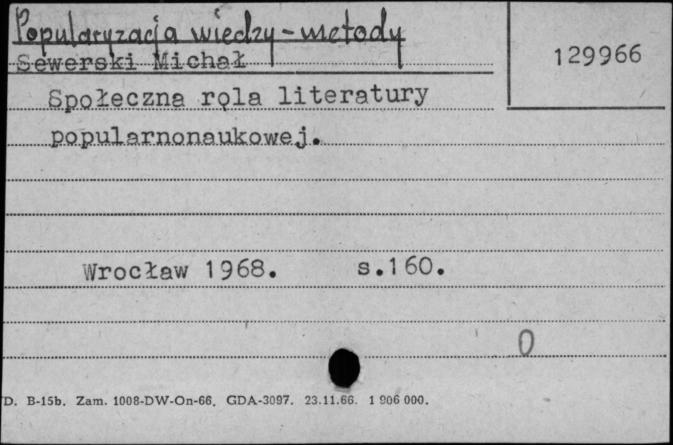 Popularyzacja wiedzy - metody
129966
Sewerski Michał
Społeczna rola literatury
popularnonaukowej.
Wrocław 1968. s.160.
0
D. B-15b. Zam. 1008-DW-On-66. GDA-3097. 23.11.66. 1 906 000.